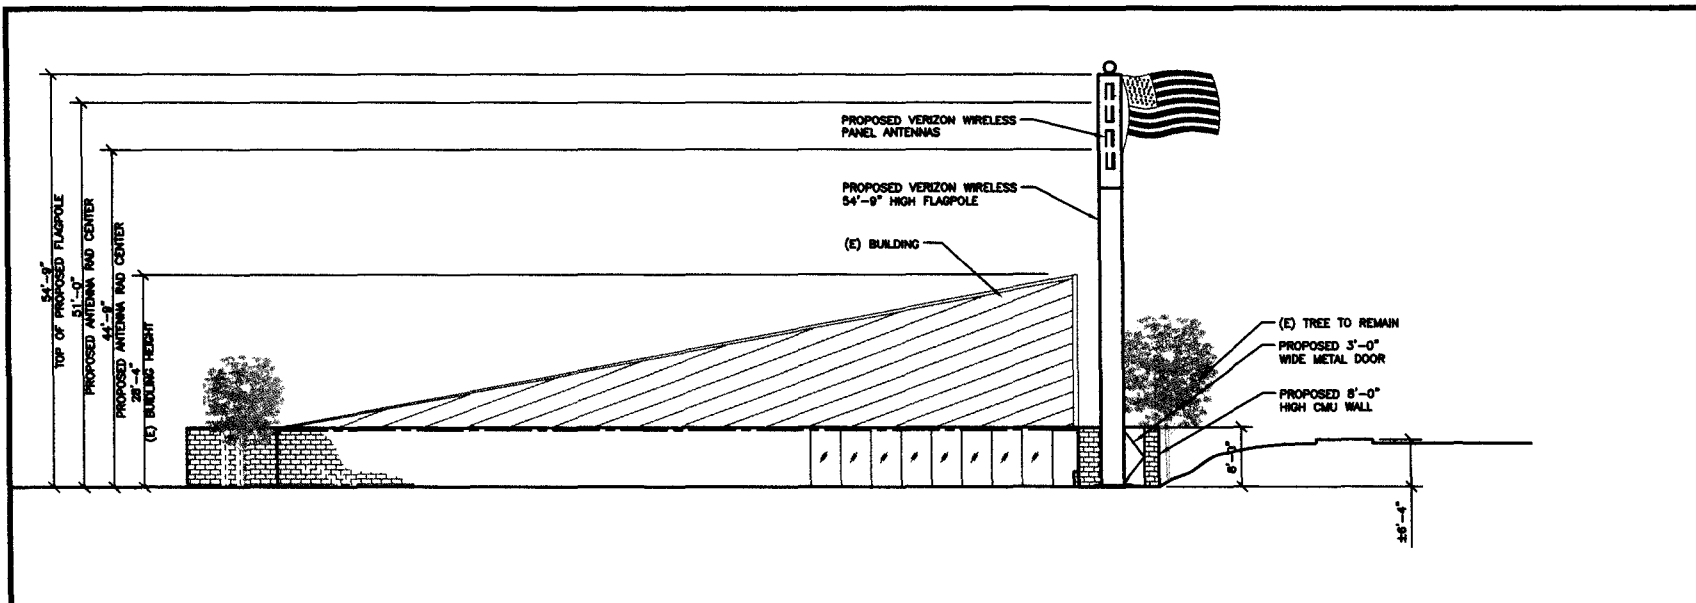 PROPOSED VERIZON WIRELESS
PANEL ANTENNAS
PROPOSED VERIZON WIRELESS
54'-9" HIGH FLAGPOLE
(E) BUILDING
54'-9"
TOP OF PROPOSED FLAGPOLE
51'-0"
PROPOSED ANTENNA RAD CENTER
44'-9"
PROPOSED ANTENNA RAD CENTER
28'-4"
(E) BUILDING HEIGHT
(E) TREE TO REMAIN
PROPOSED 3'-0"
WIDE METAL DOOR
PROPOSED 8'-0"
HIGH CMU WALL
8'-0"
±6'-4"